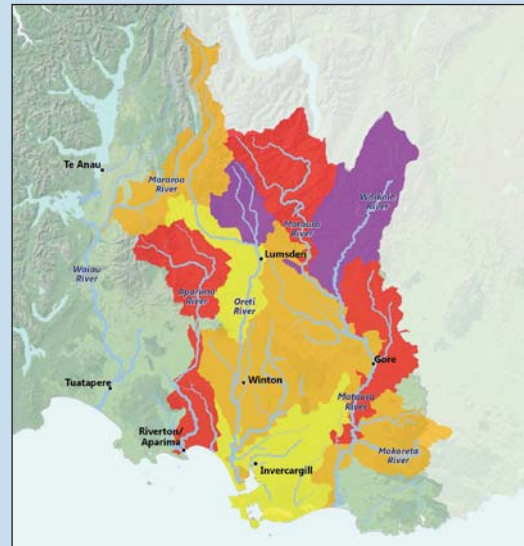 Te Anau
Mararoa
River
Waikaia
River
Mataura
River
Lumsden
Waiau
River
Aparima
River
Oreti
River
Gore
Tuatapere
Winton
Mataura
River
Riverton/
Aparima
Mokoreta
River
Invercargill